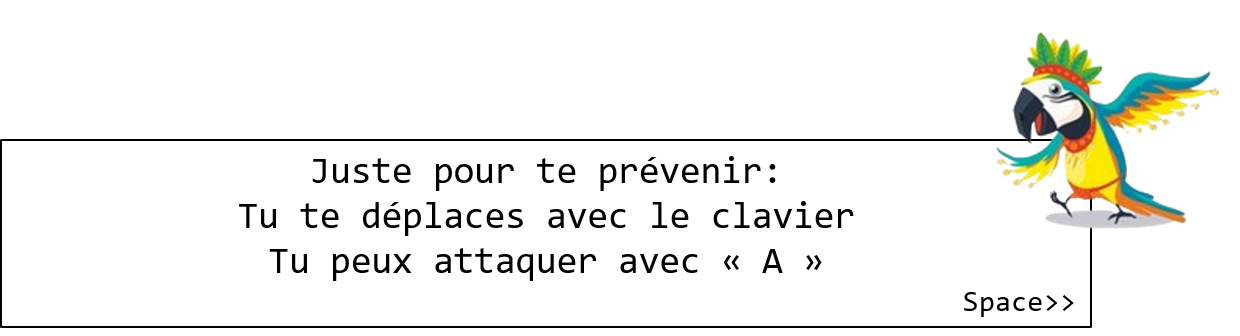 Juste pour te prévenir:
Tu te déplaces avec le clavier
Tu peux attaquer avec « A »
Space>>